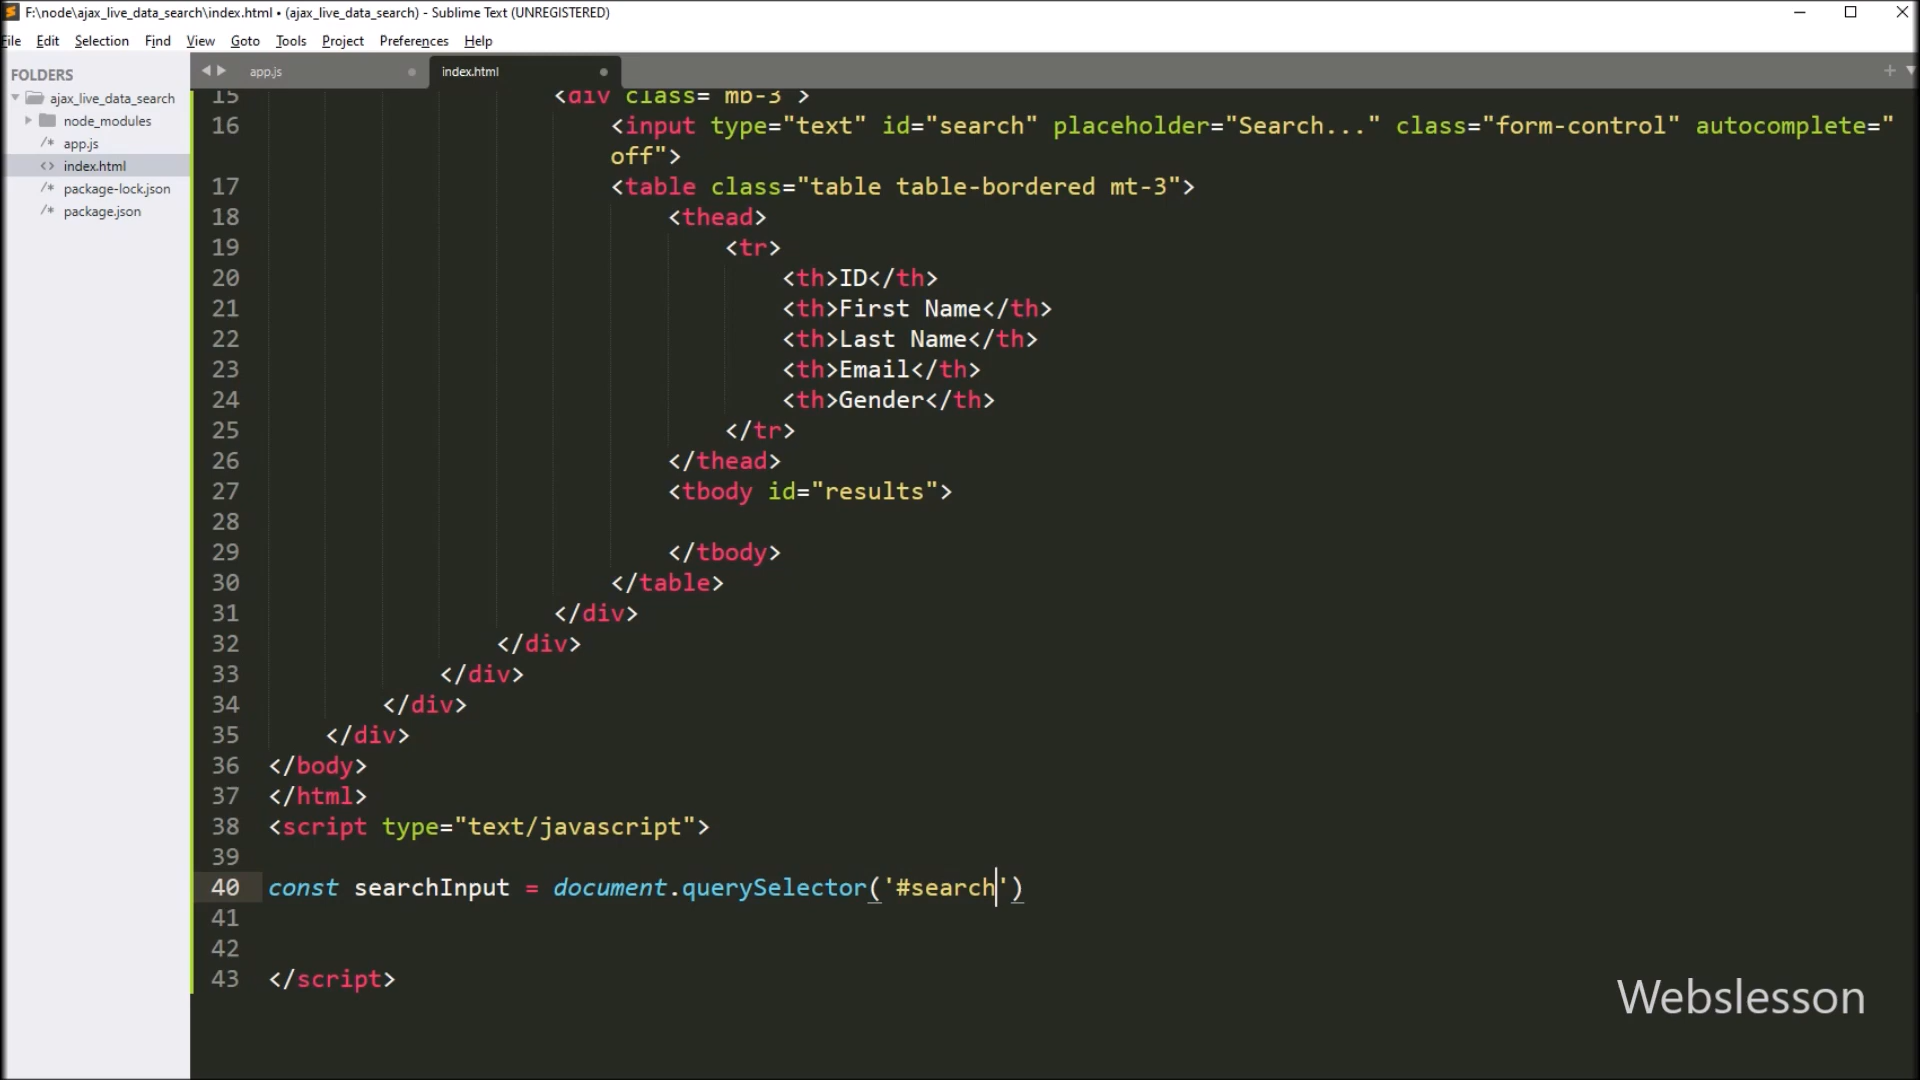 F:\node\ajax_live_data_search\index.html • (ajax_live_data_search) - Sublime Text (UNREGISTERED)
File Edit Selection Find View Goto Tools Project Preferences Help
FOLDERS
ajax_live_data_search
node_modules
/* app.js
<> index.html
/* package-lock.json
/* package.json
app.js
index.html
15 <div class="mb-3">
16 <input type="text" id="search" placeholder="Search..." class="form-control" autocomplete="
off">
17 <table class="table table-bordered mt-3">
18 <thead>
19 <tr>
20 <th>ID</th>
21 <th>First Name</th>
22 <th>Last Name</th>
23 <th>Email</th>
24 <th>Gender</th>
25 </tr>
26 </thead>
27 <tbody id="results">
28
29 </tbody>
30 </table>
31 </div>
32 </div>
33 </div>
34 </div>
35 </div>
36 </body>
37 </html>
38 <script type="text/javascript">
39
40 const searchInput = document.querySelector('#search')
41
42
43 </script>
Webslesson